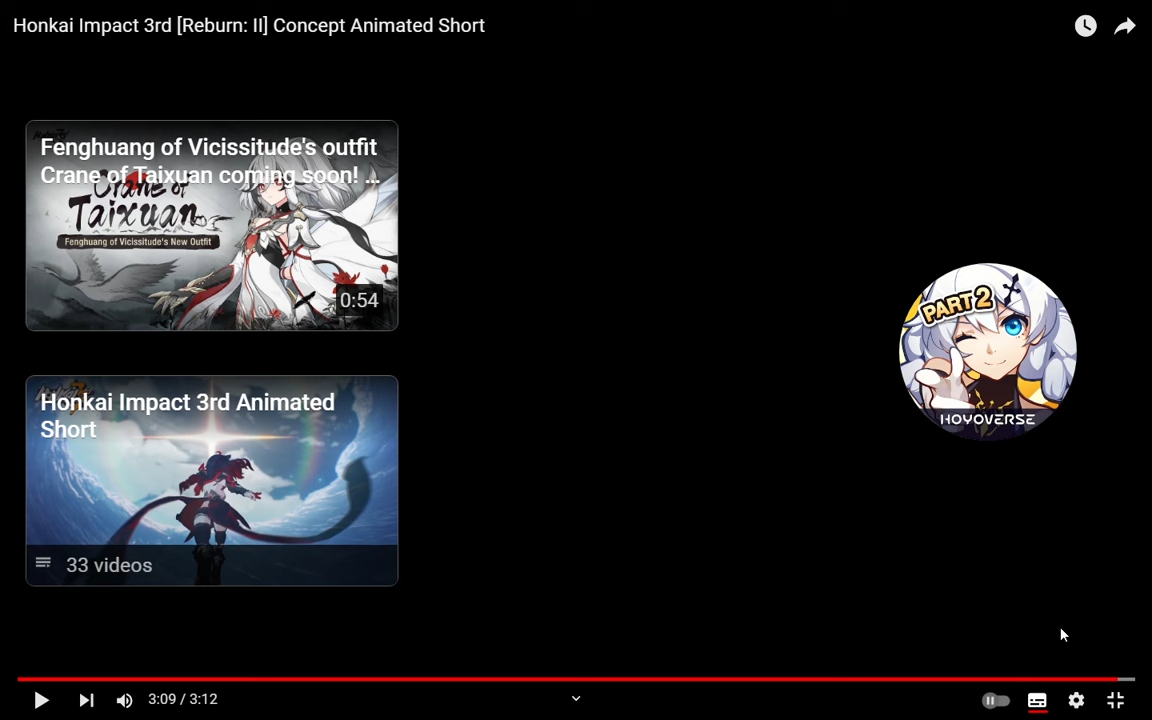 Honkai Impact 3rd [Reburn: II] Concept Animated Short
Fenghuang of Vicissitude's outfit
Crane of Taixuan coming soon! ...
Crane of
Taixuan
Fenghuang of Vicissitude's New Outfit
0:54
Honkai Impact 3rd Animated
Short
33 videos
PART 2
HOYOVERSE
3:09 / 3:12